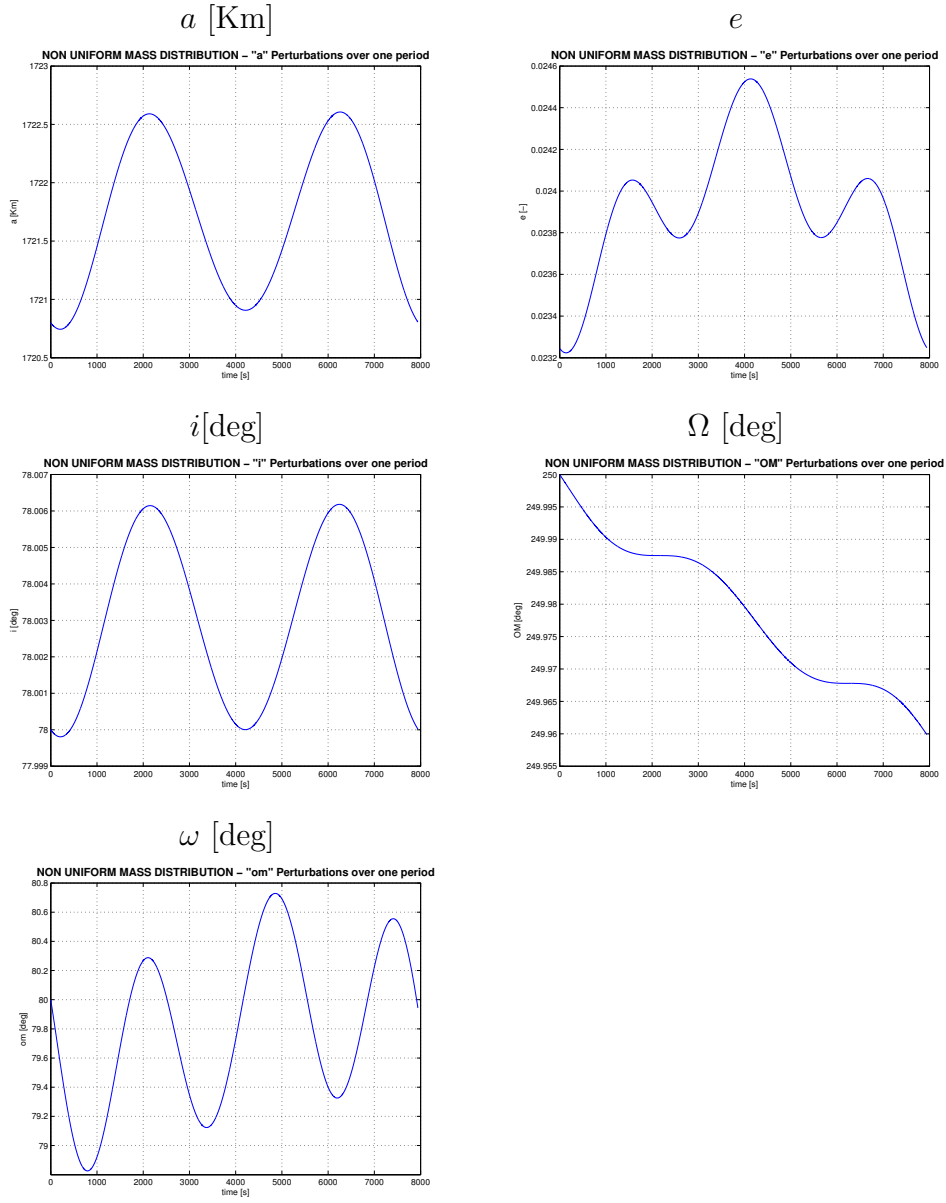 a [Km]
NON UNIFORM MASS DISTRIBUTION – "a" Perturbations over one period
1723
1722.5
1722
1721.5
1721
1720.5
a [Km]
0 1000 2000 3000 4000 5000 6000 7000 8000
time [s]
e
NON UNIFORM MASS DISTRIBUTION – "e" Perturbations over one period
0.0246
0.0244
0.0242
0.024
0.0238
0.0236
0.0234
0.0232
e [–]
0 1000 2000 3000 4000 5000 6000 7000 8000
time [s]
i[deg]
NON UNIFORM MASS DISTRIBUTION – "i" Perturbations over one period
78.007
78.006
78.005
78.004
78.003
78.002
78.001
78
77.999
i [deg]
0 1000 2000 3000 4000 5000 6000 7000 8000
time [s]
Ω [deg]
NON UNIFORM MASS DISTRIBUTION – "OM" Perturbations over one period
250
249.995
249.99
249.985
249.98
249.975
249.97
249.965
249.96
249.955
OM [deg]
0 1000 2000 3000 4000 5000 6000 7000 8000
time [s]
ω [deg]
NON UNIFORM MASS DISTRIBUTION – "om" Perturbations over one period
80.8
80.6
80.4
80.2
80
79.8
79.6
79.4
79.2
79
om [deg]
0 1000 2000 3000 4000 5000 6000 7000 8000
time [s]